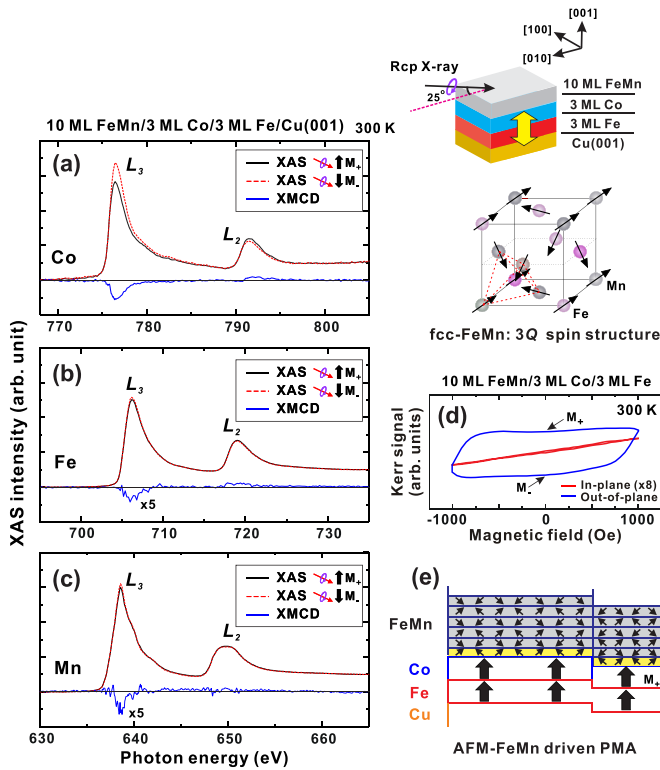 10 ML FeMn/3 ML Co/3 ML Fe/Cu(001) 300 K
XAS intensity (arb. unit)
(a)
L3
XAS M+
XAS M-
XMCD
L2
Co
770 780 790 800
(b)
L3
XAS M+
XAS M-
XMCD
L2
Fe
x5
700 710 720 730
(c)
L3
XAS M+
XAS M-
XMCD
L2
Mn
x5
630 640 650 660
Photon energy (eV)
[001]
[100]
[010]
Rcp X-ray
25°
10 ML FeMn
3 ML Co
3 ML Fe
Cu(001)
Mn
Fe
fcc-FeMn: 3Q spin structure
10 ML FeMn/3 ML Co/3 ML Fe
(d)
300 K
M+
M-
In-plane (x8)
Out-of-plane
Kerr signal
(arb. units)
-1000 0 1000
Magnetic field (Oe)
(e)
FeMn
Co
Fe
Cu
M+
AFM-FeMn driven PMA